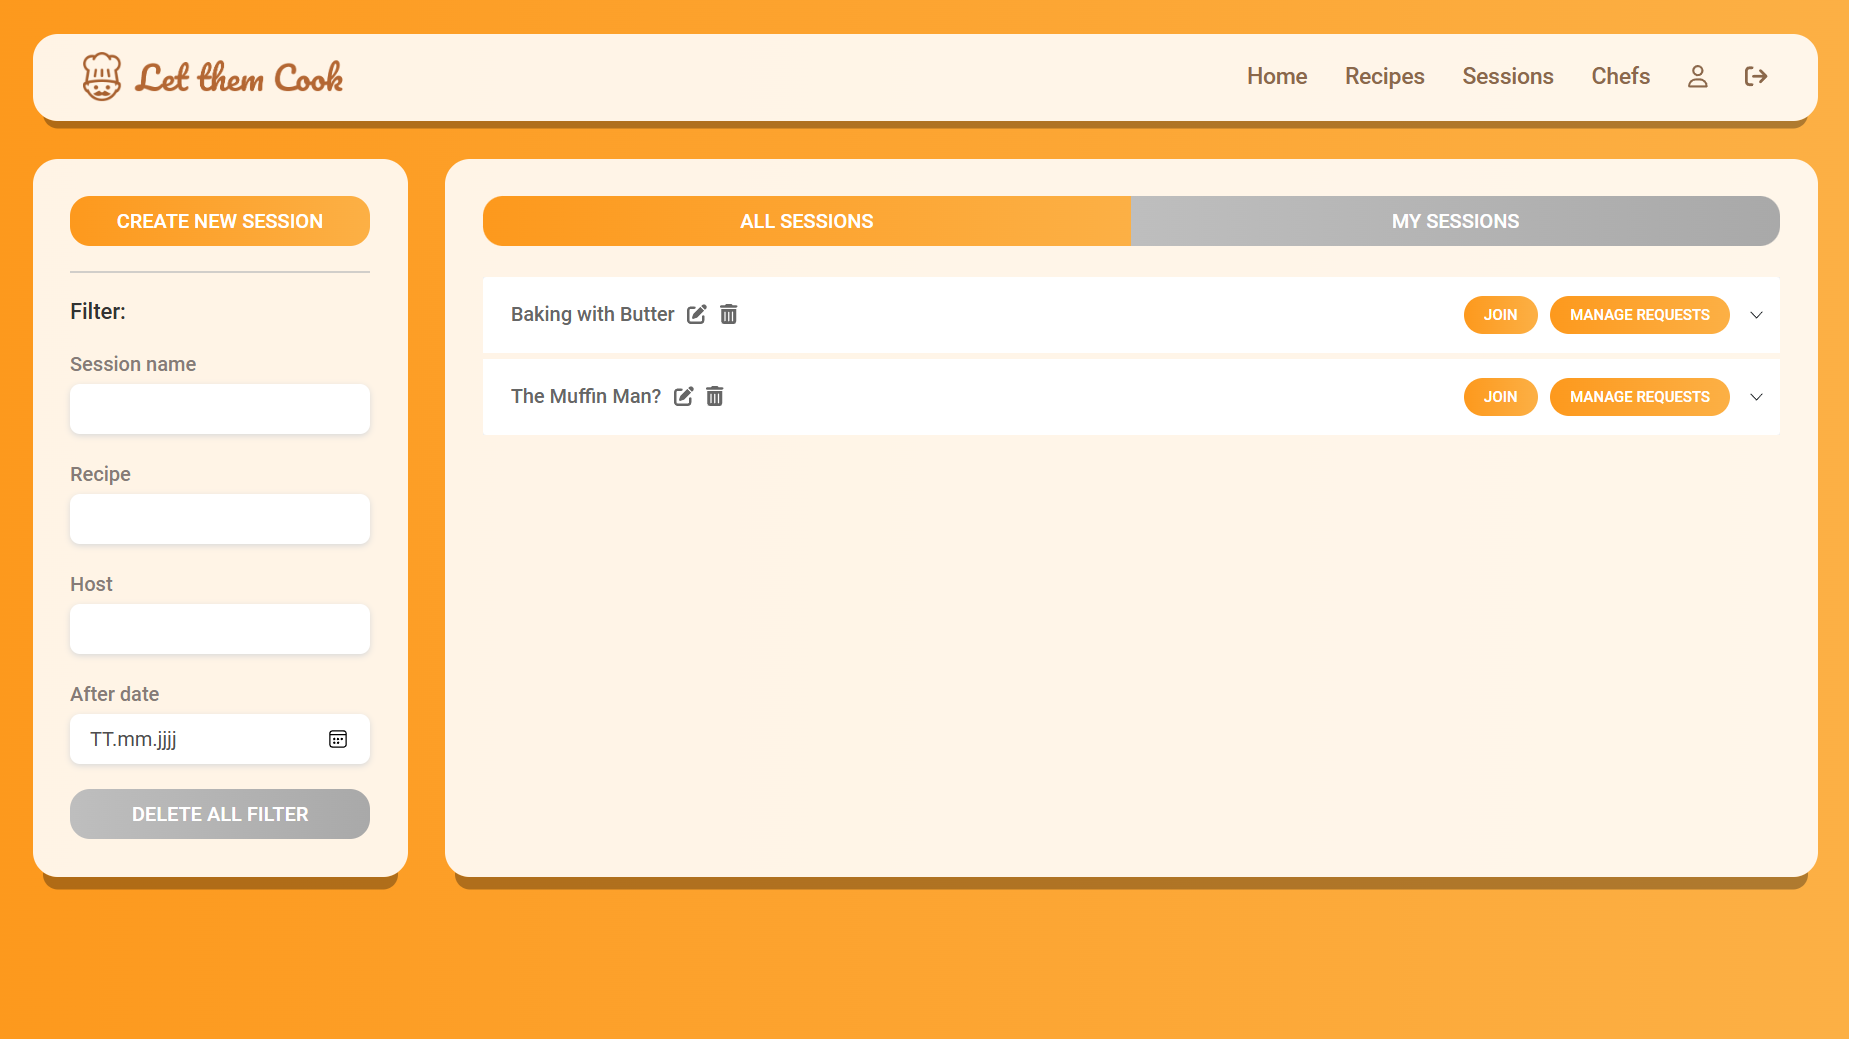 Let them Cook
Home Recipes Sessions Chefs
CREATE NEW SESSION
Filter:
Session name
Recipe
Host
After date
TT.mm.jjjj
DELETE ALL FILTER
ALL SESSIONS MY SESSIONS
Baking with Butter JOIN MANAGE REQUESTS
The Muffin Man? JOIN MANAGE REQUESTS